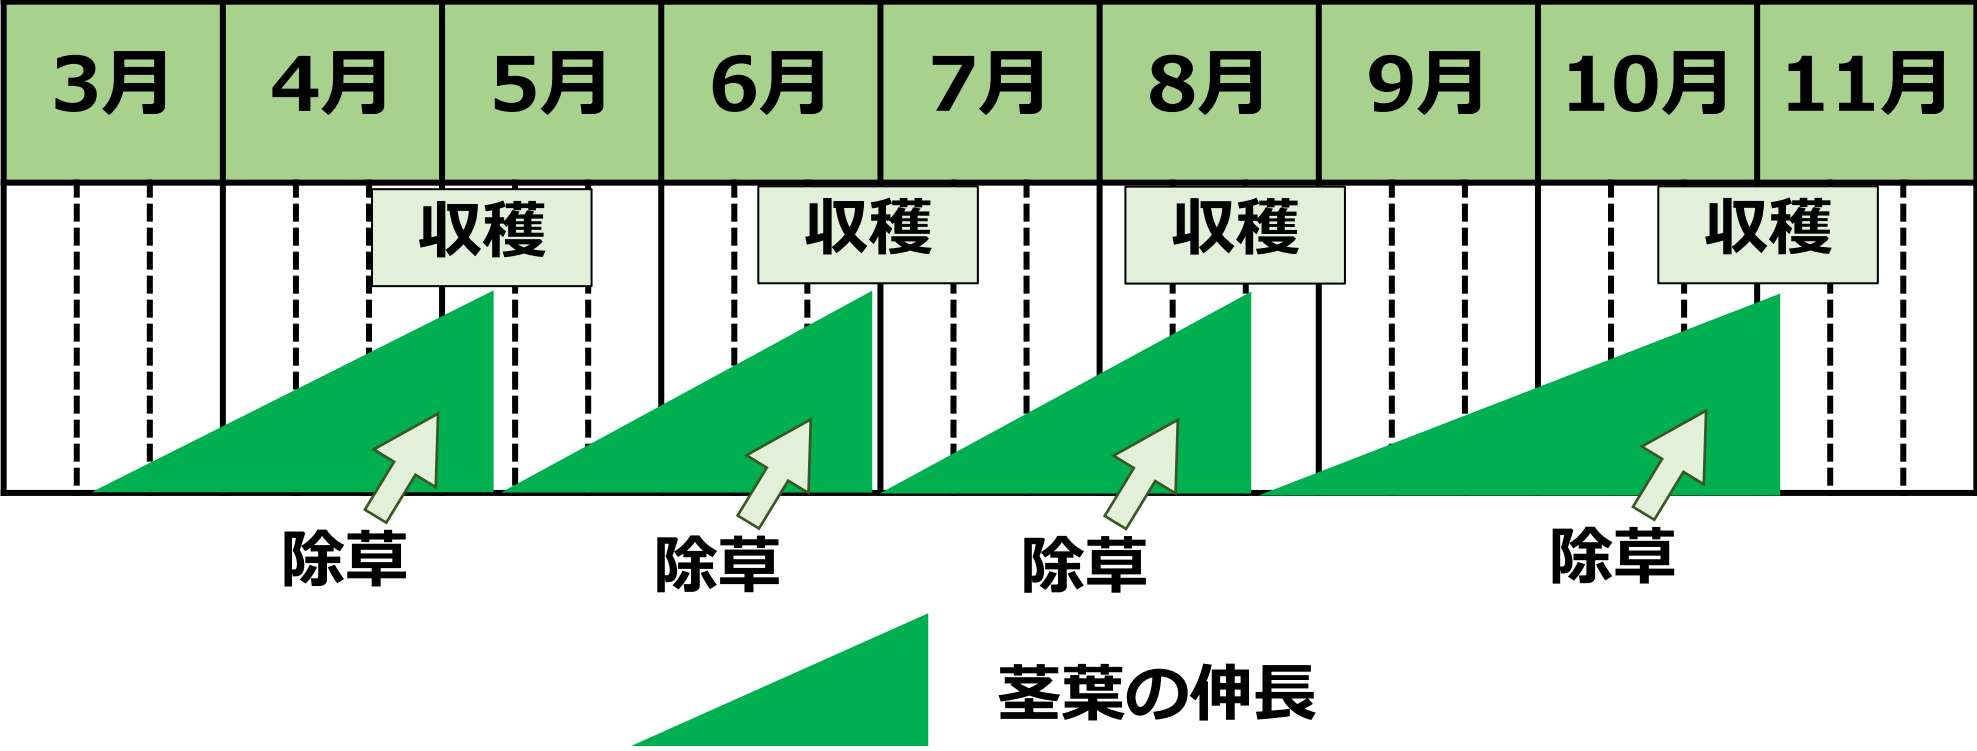 3月 4月 5月 6月 7月 8月 9月 10月 11月
収穫 収穫 収穫 収穫
除草 除草 除草 除草
茎葉の伸長